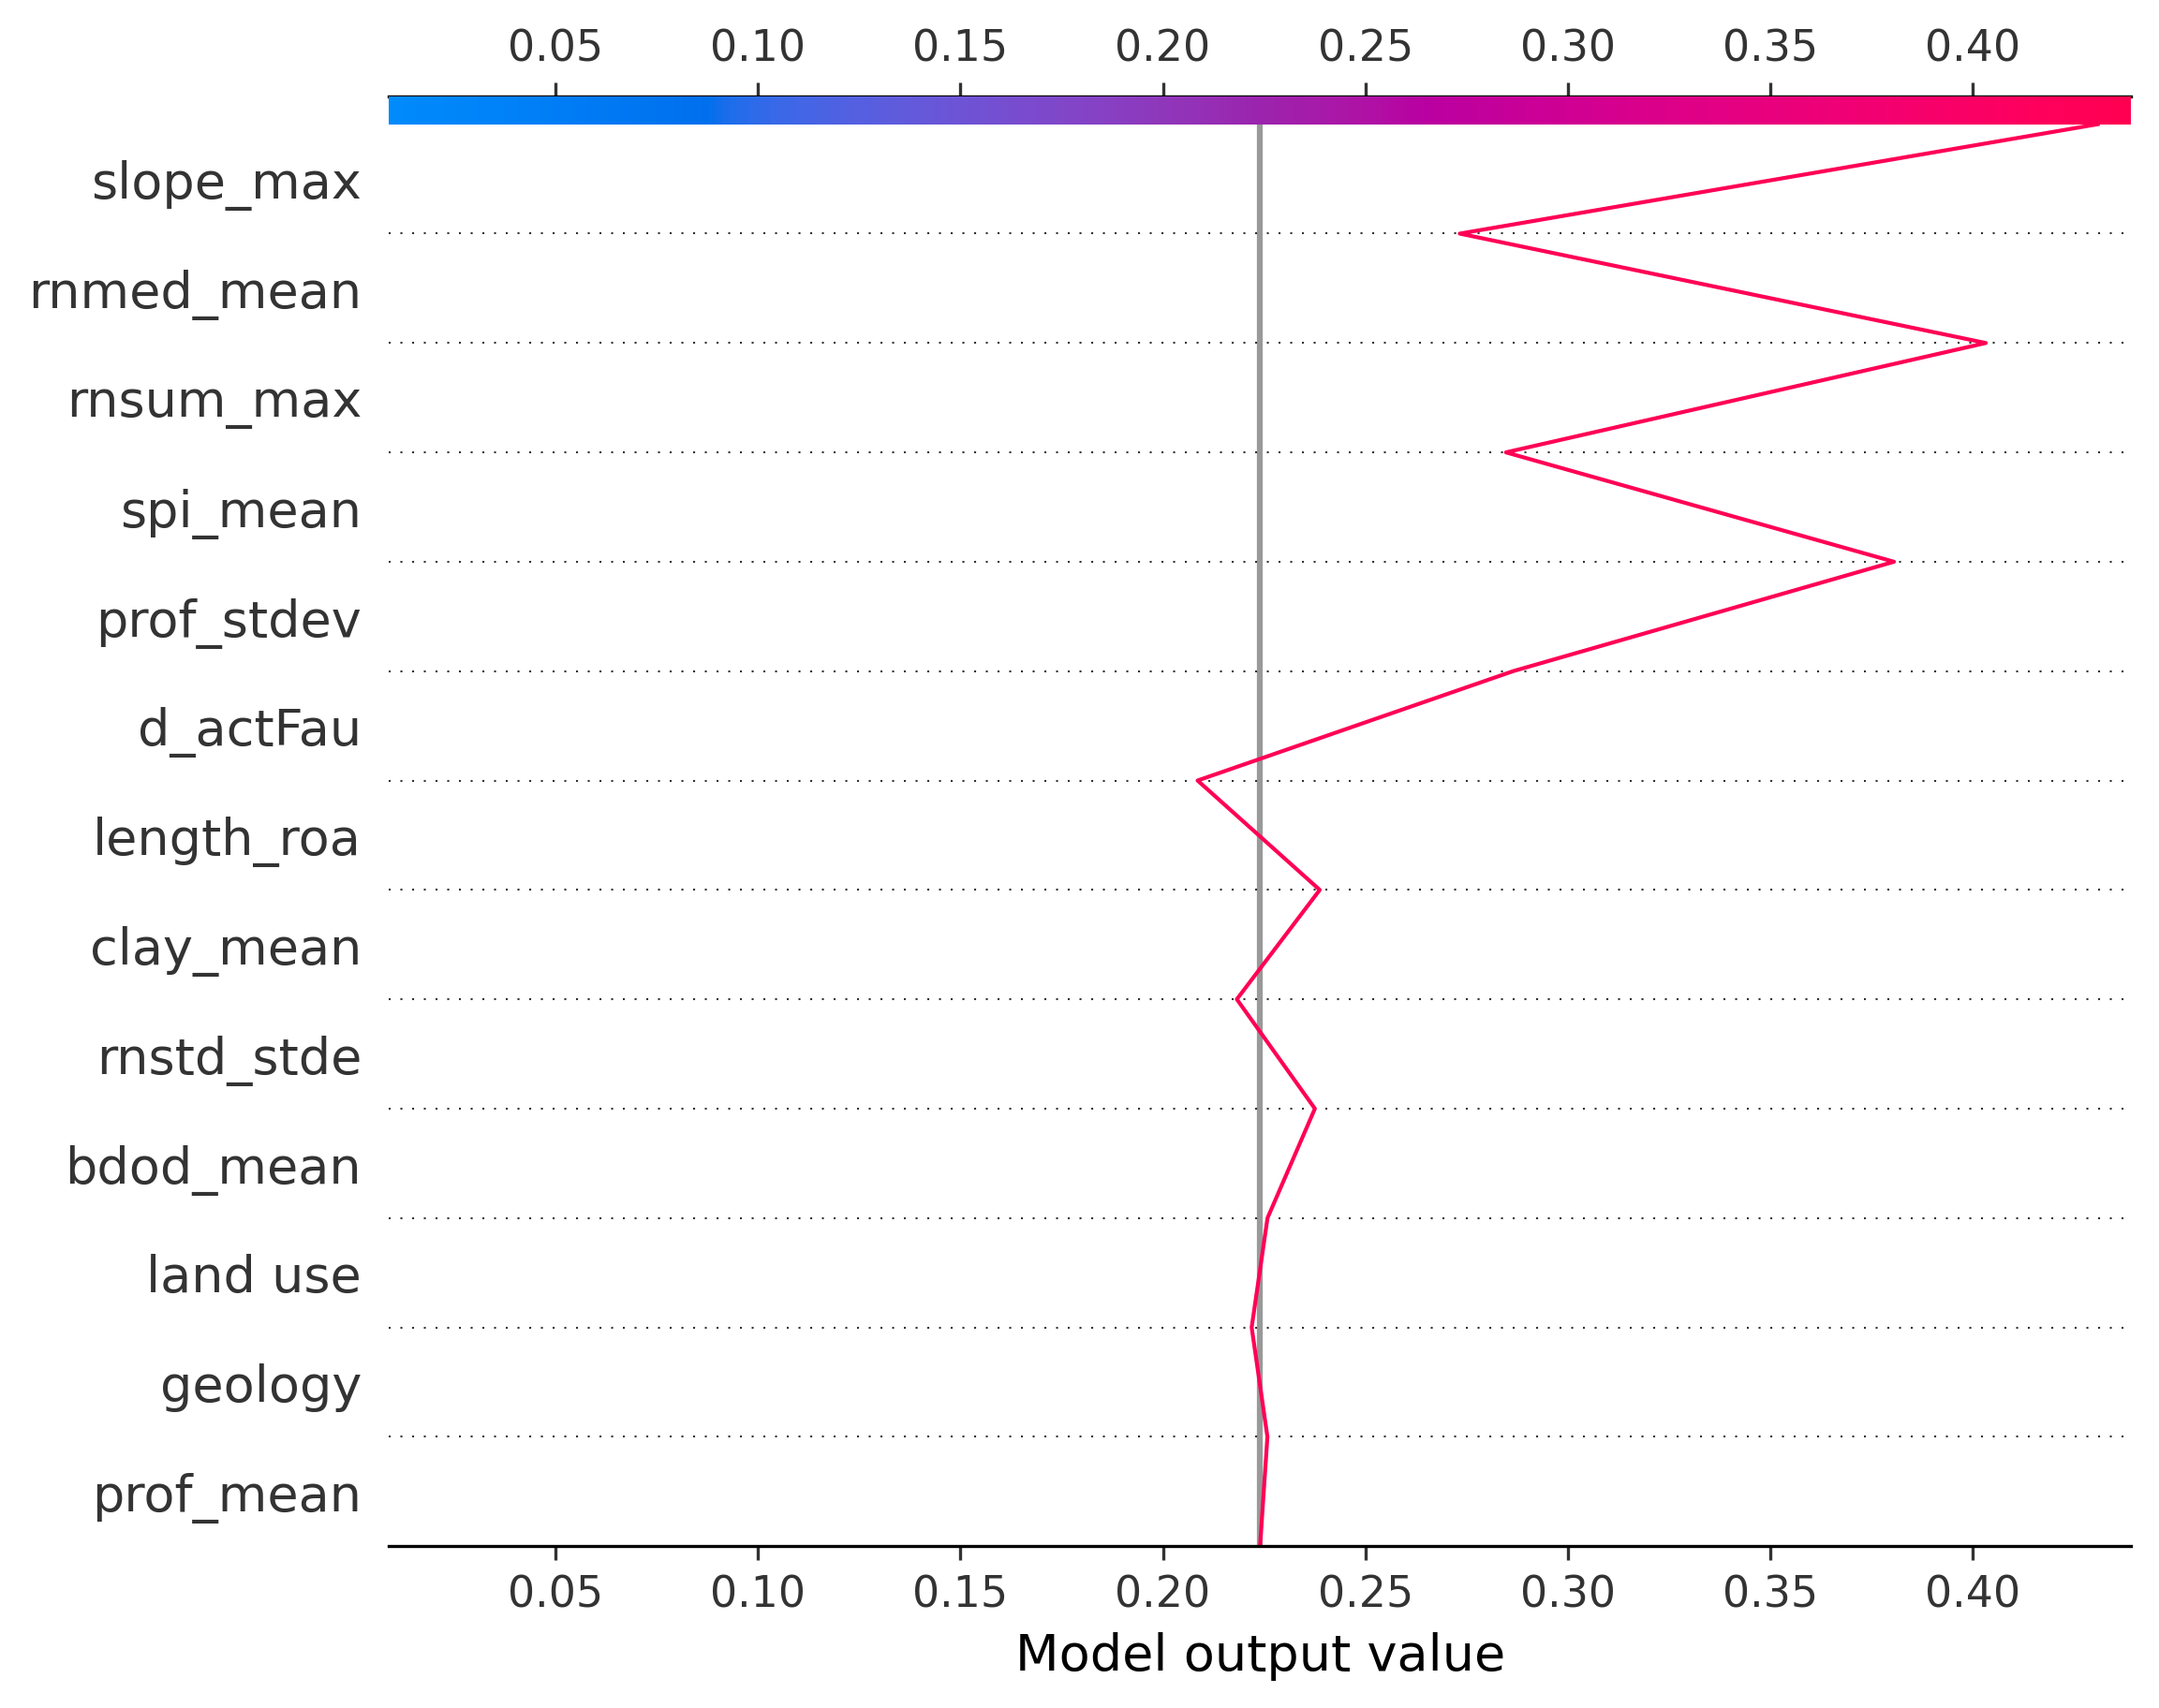 0.05 0.10 0.15 0.20 0.25 0.30 0.35 0.40
slope_max
rnmed_mean
rnsum_max
spi_mean
prof_stdev
d_actFau
length_roa
clay_mean
rnstd_stde
bdod_mean
land use
geology
prof_mean
0.05 0.10 0.15 0.20 0.25 0.30 0.35 0.40
Model output value